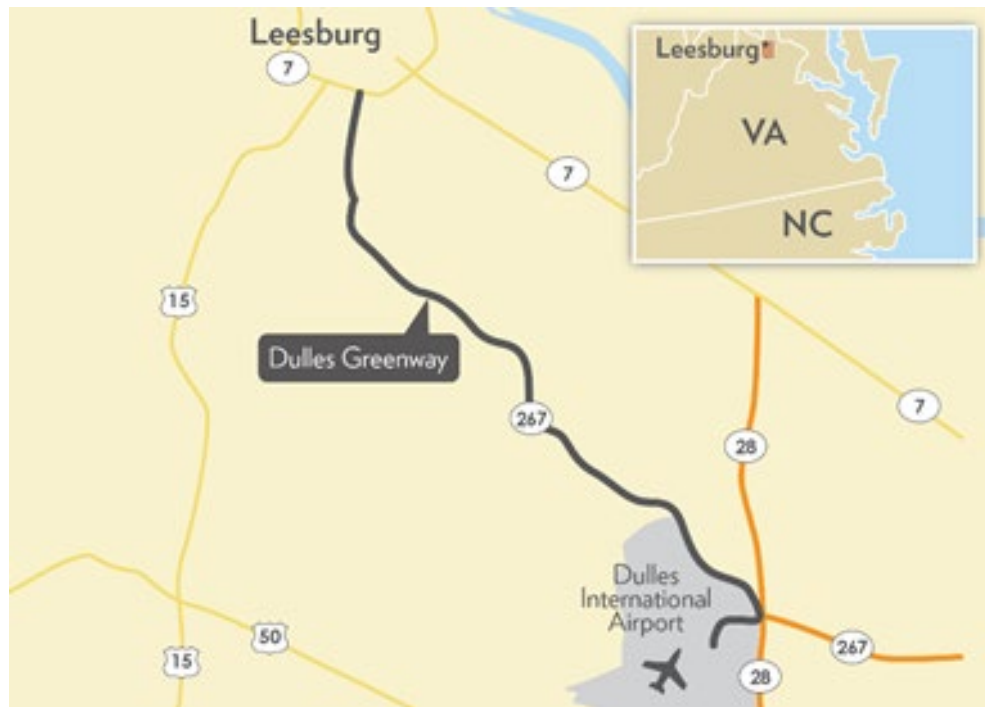 Leesburg
7
Leesburg
VA
NC
7
15
Dulles Greenway
7
267
28
Dulles
International
Airport
50
267
15
28